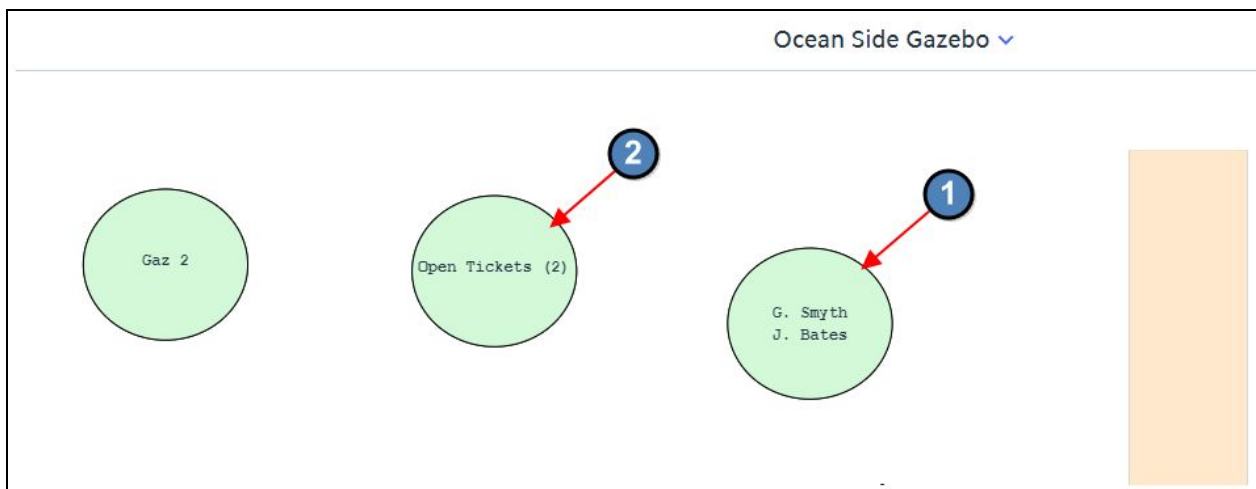 Ocean Side Gazebo
2
1
Gaz 2
Open Tickets (2)
G. Smyth
J. Bates